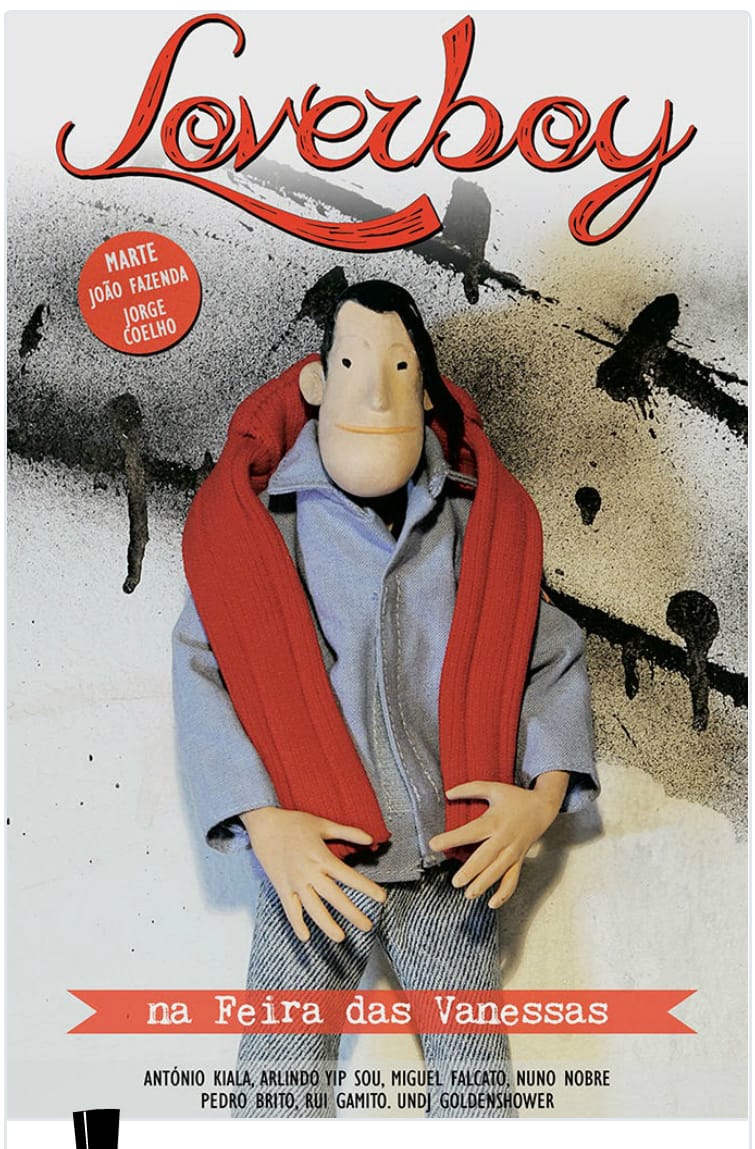 Loverboy
MARTE
JOÃO FAZENDA
JORGE
COELHO
na Feira das Vanessas
ANTÓNIO KIALA, ARLINDO YIP SOU, MIGUEL FALCATO, NUNO NOBRE
PEDRO BRITO, RUI GAMITO. UNDJ GOLDENSHOWER